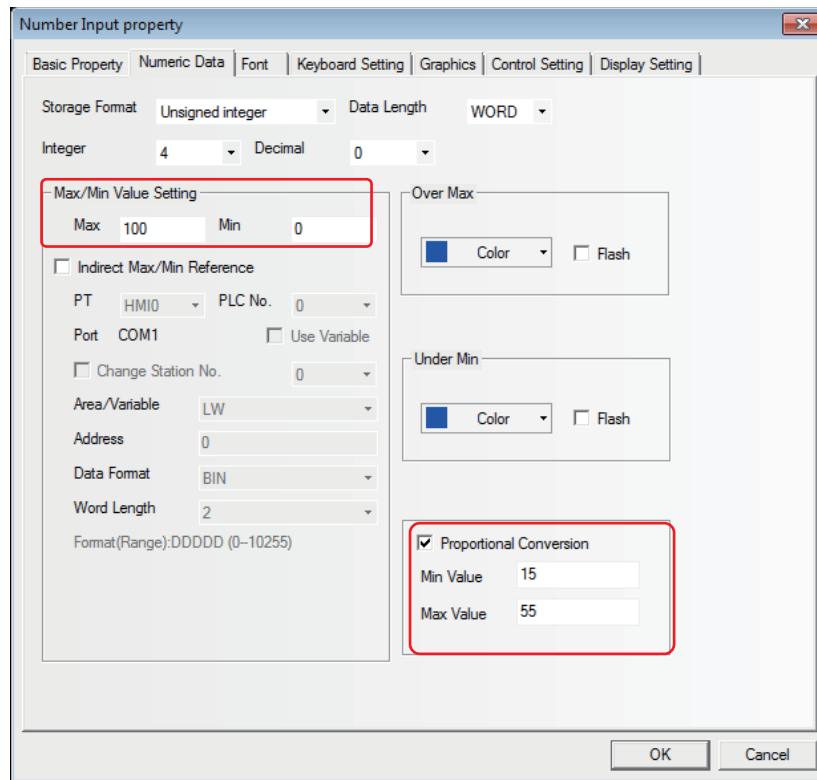 Number Input property
Basic Property Numeric Data Font Keyboard Setting Graphics Control Setting Display Setting
Storage Format Unsigned integer Data Length WORD
Integer 4 Decimal 0
Max/Min Value Setting
Max 100 Min 0
Indirect Max/Min Reference
PT HMI0 PLC No. 0
Port COM1 Use Variable
Change Station No. 0
Area/Variable LW
Address 0
Data Format BIN
Word Length 2
Format(Range):DDDDD (0--10255)
Over Max
Color Flash
Under Min
Color Flash
Proportional Conversion
Min Value 15
Max Value 55
OK Cancel